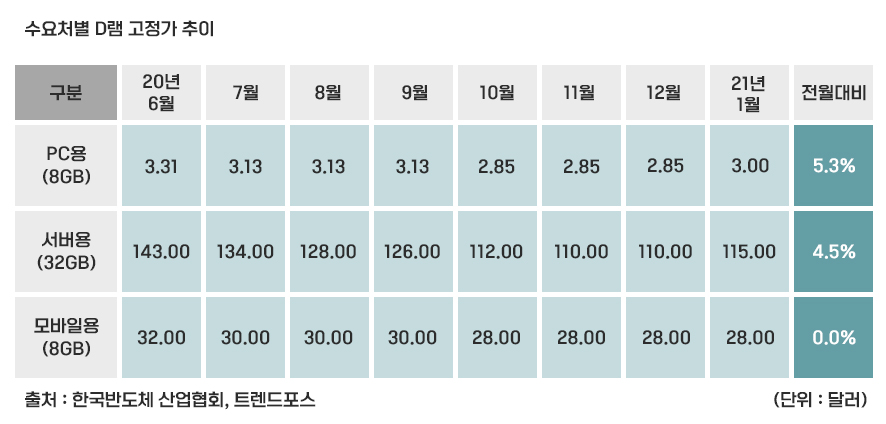 수요처별 D램 고정가 추이
구분 20년 6월 7월 8월 9월 10월 11월 12월 21년 1월 전월대비
PC용 (8GB) 3.31 3.13 3.13 3.13 2.85 2.85 2.85 3.00 5.3%
서버용 (32GB) 143.00 134.00 128.00 126.00 112.00 110.00 110.00 115.00 4.5%
모바일용 (8GB) 32.00 30.00 30.00 30.00 28.00 28.00 28.00 28.00 0.0%
출처 : 한국반도체 산업협회, 트렌드포스 (단위 : 달러)